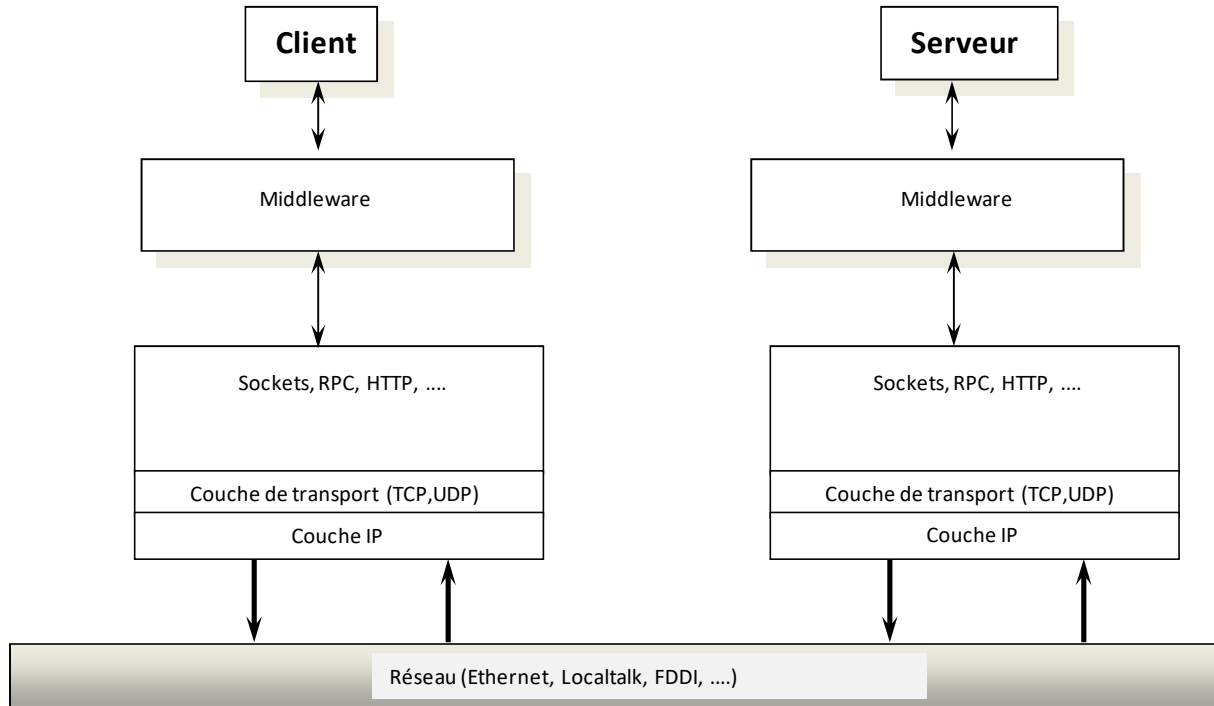 Client
Serveur
Middleware
Middleware
Sockets, RPC, HTTP, ....
Sockets, RPC, HTTP, ....
Couche de transport (TCP,UDP)
Couche de transport (TCP,UDP)
Couche IP
Couche IP
Réseau (Ethernet, Localtalk, FDDI, ....)